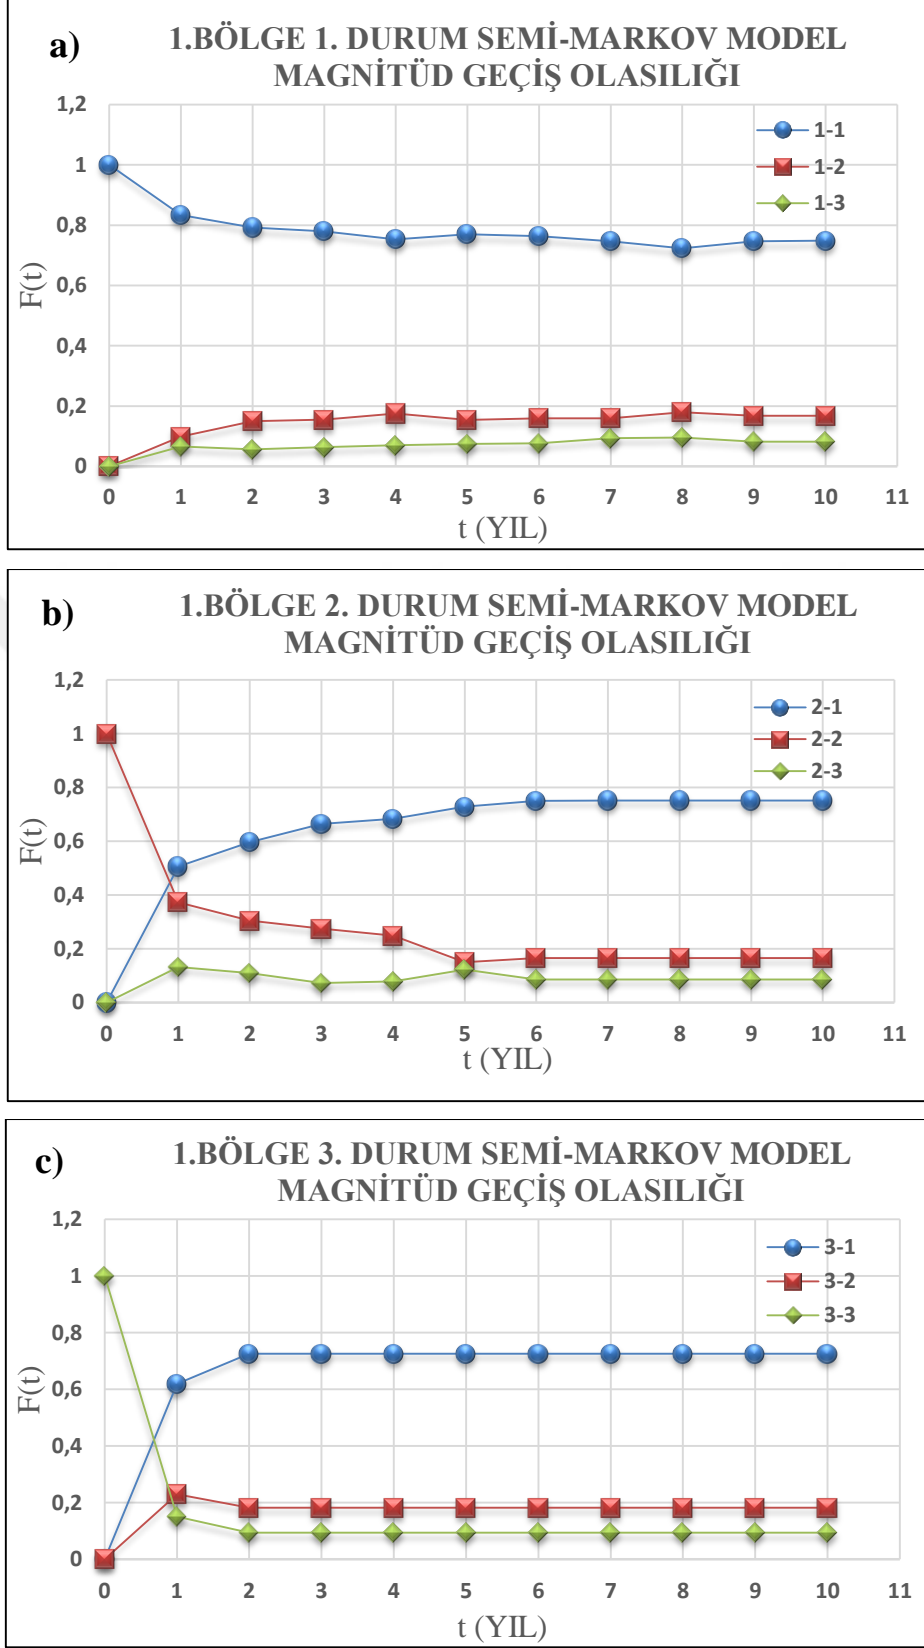 a)
1.BÖLGE 1. DURUM SEMİ-MARKOV MODEL
MAGNİTÜD GEÇİŞ OLASILIĞI
1,2
1
0,8
0,6
0,4
0,2
0
F(t)
1-1
1-2
1-3
0 1 2 3 4 5 6 7 8 9 10 11
t (YIL)
b)
1.BÖLGE 2. DURUM SEMİ-MARKOV MODEL
MAGNİTÜD GEÇİŞ OLASILIĞI
1,2
1
0,8
0,6
0,4
0,2
0
F(t)
2-1
2-2
2-3
0 1 2 3 4 5 6 7 8 9 10 11
t (YIL)
c)
1.BÖLGE 3. DURUM SEMİ-MARKOV MODEL
MAGNİTÜD GEÇİŞ OLASILIĞI
1,2
1
0,8
0,6
0,4
0,2
0
F(t)
3-1
3-2
3-3
0 1 2 3 4 5 6 7 8 9 10 11
t (YIL)